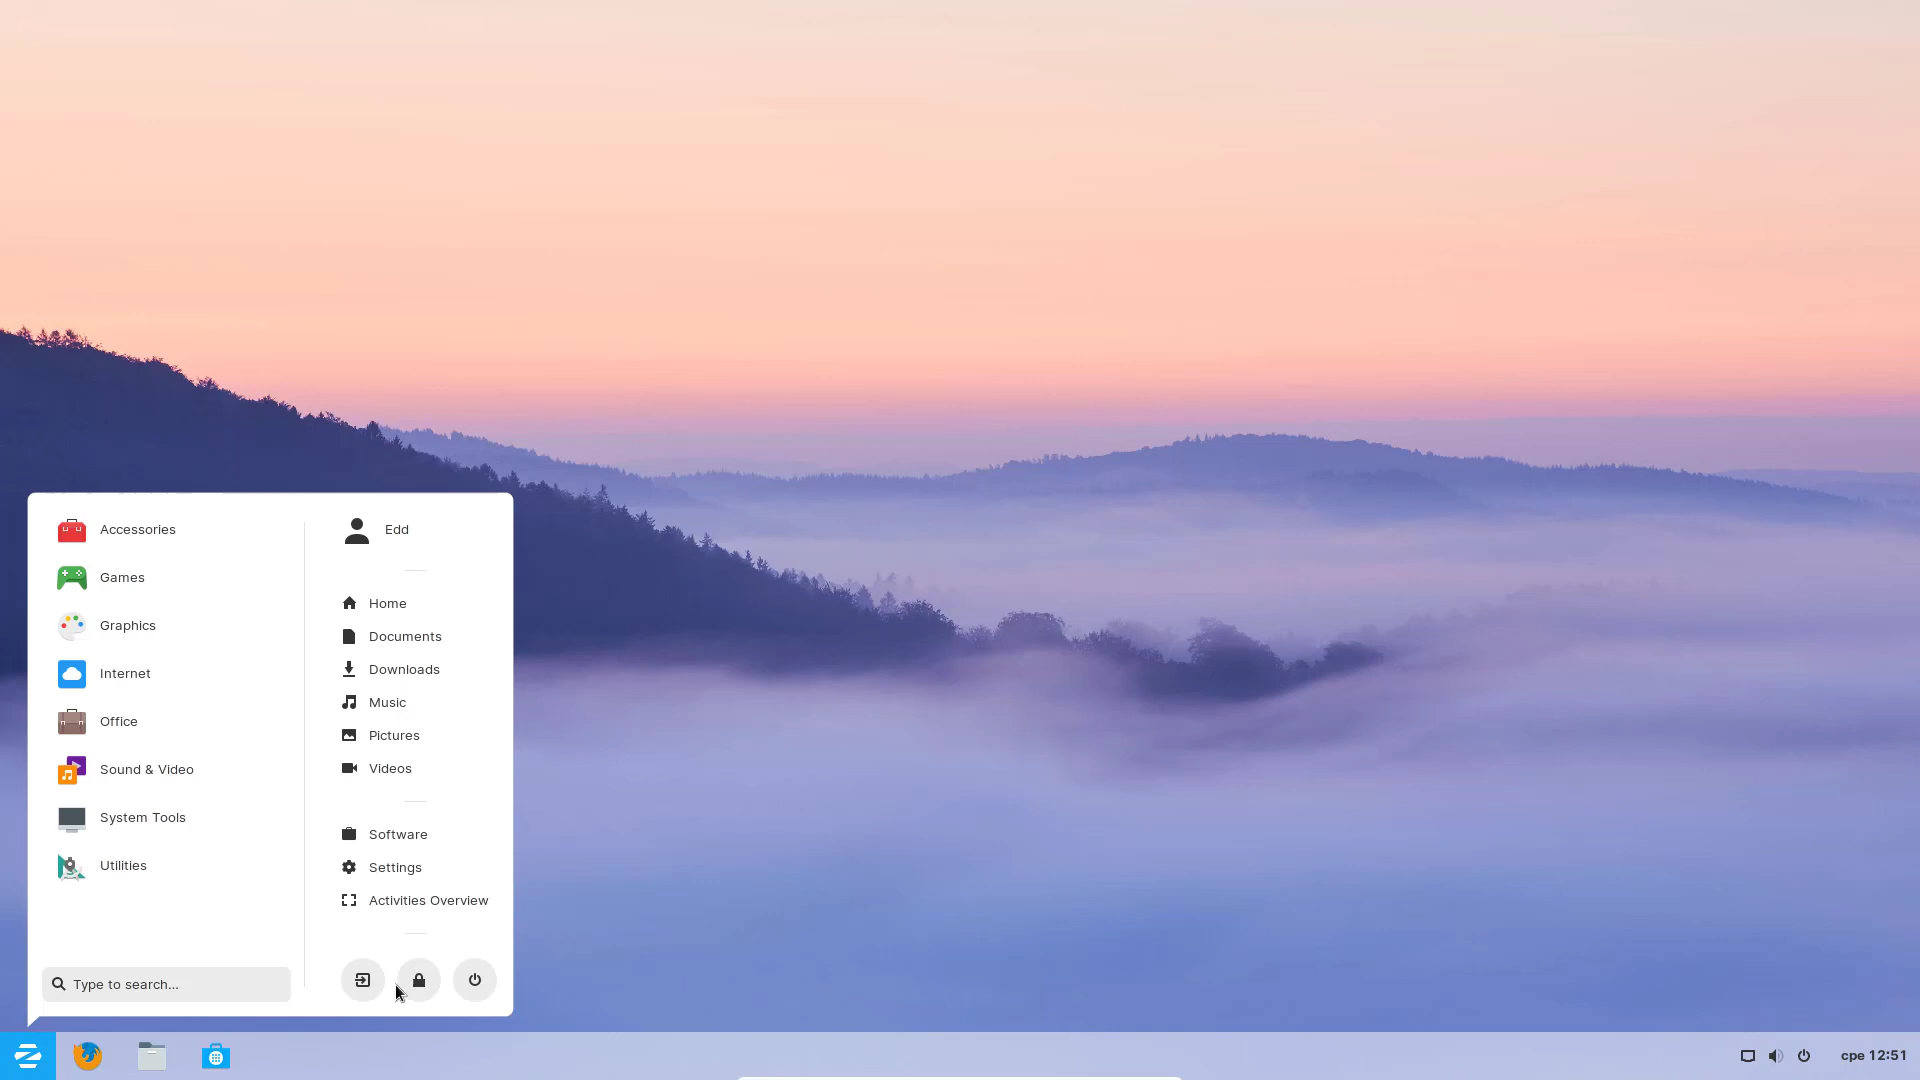 Accessories
Games
Graphics
Internet
Office
Sound & Video
System Tools
Utilities
Type to search...
Edd
Home
Documents
Downloads
Music
Pictures
Videos
Software
Settings
Activities Overview
сре 12:51